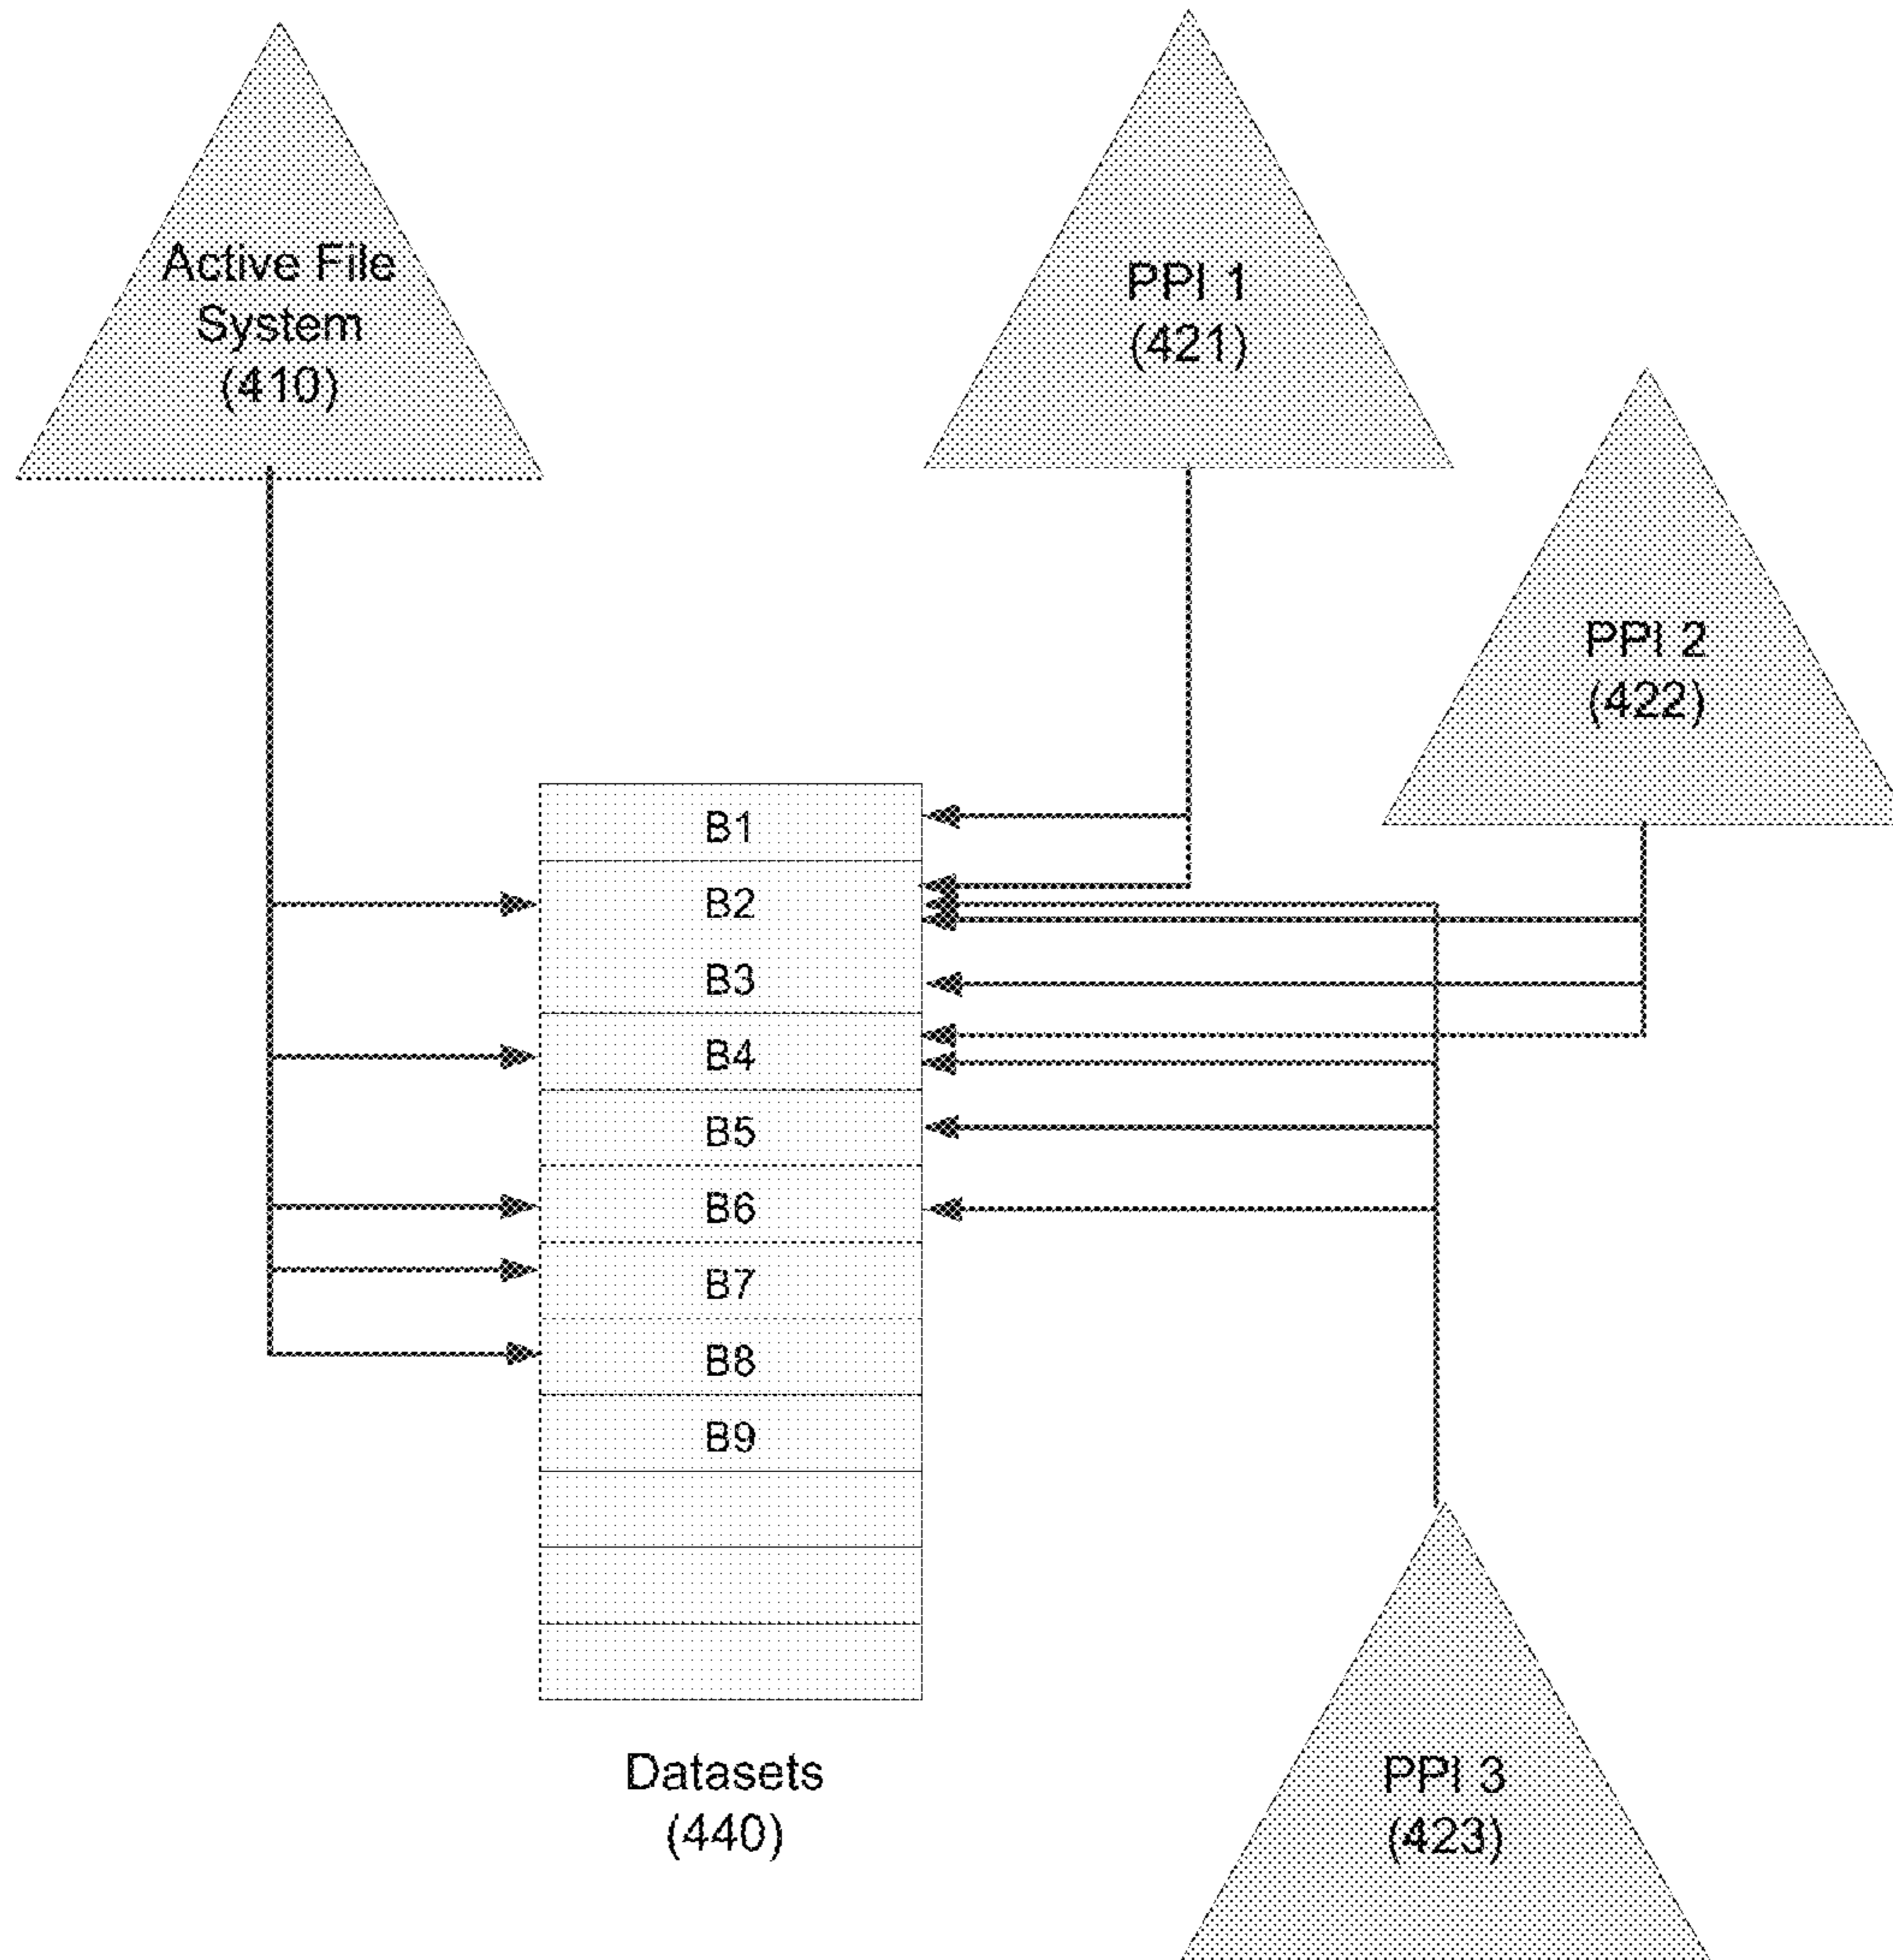 Active File
System
(410)
PPI 1
(421)
PPI 2
(422)
B1
B2
B3
B4
B5
B6
B7
B8
B9
Datasets
(440)
PPI 3
(423)